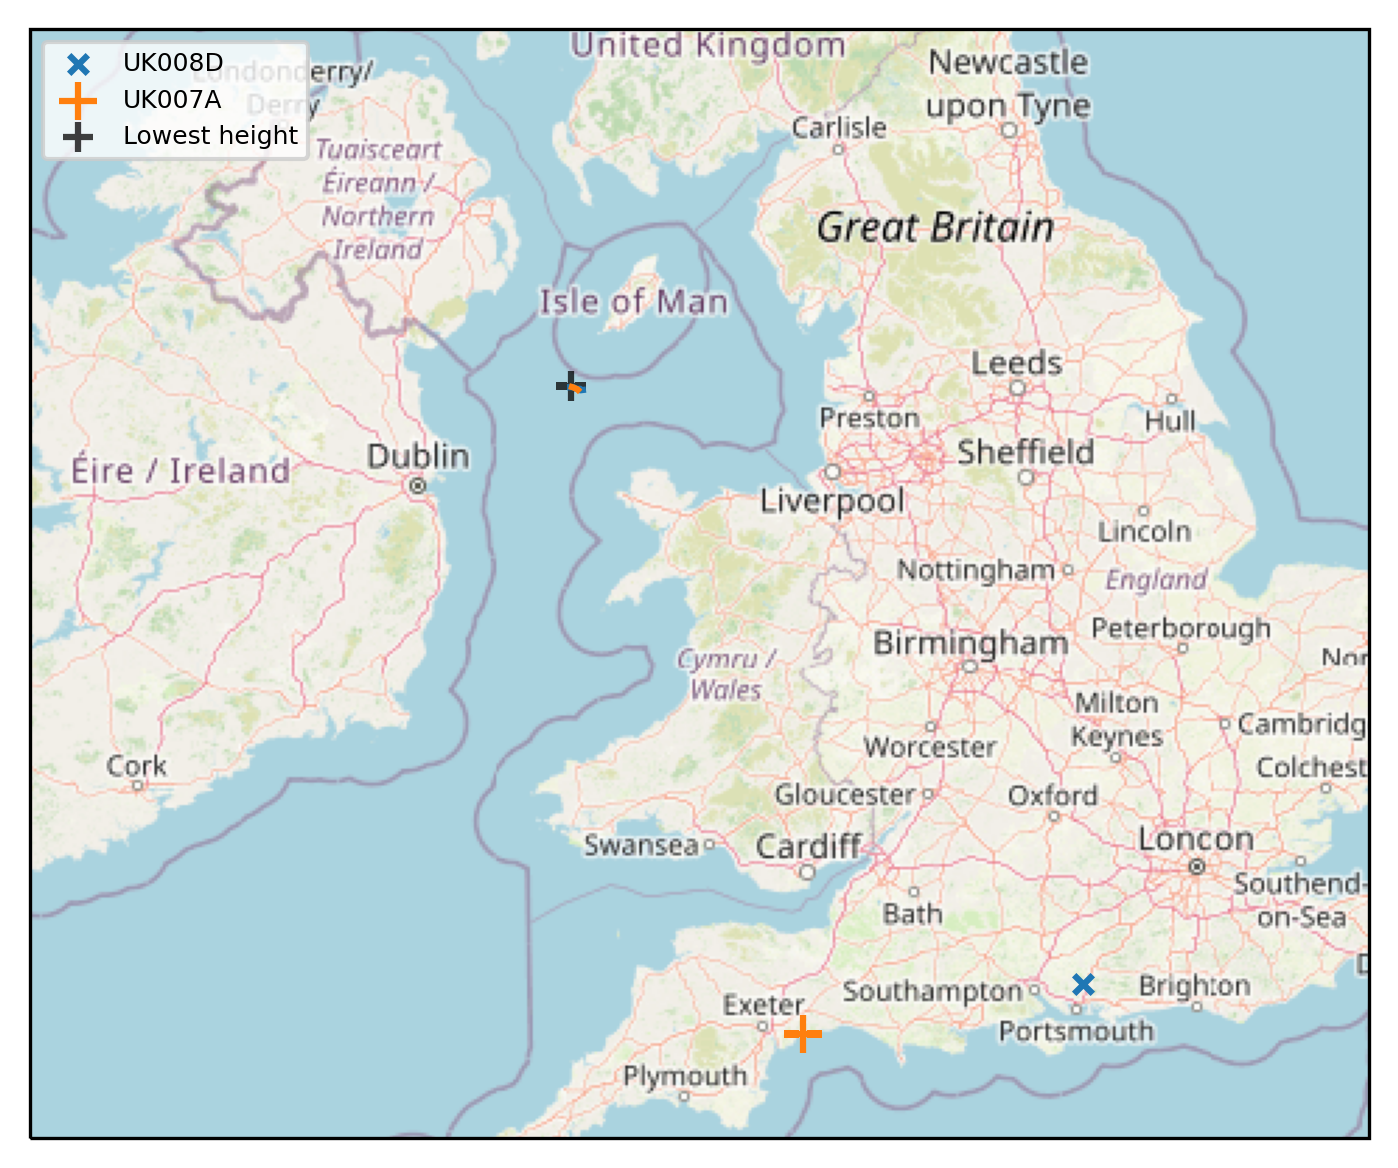 UK008D
UK007A
Lowest height
United Kingdom
Londonderry/
Derry
Newcastle
upon Tyne
Carlisle
Tuaisceart
Éireann /
Northern
Ireland
Great Britain
Isle of Man
Leeds
Preston
Hull
Dublin
Éire / Ireland
Sheffield
Liverpool
Lincoln
Nottingham
England
Birmingham
Peterborough
Nor
Cymru /
Wales
Milton
Keynes
Cambridg
Worcester
Cork
Colchest
Gloucester
Oxford
Loncon
Swansea
Cardiff
Southend-
on-Sea
Bath
D
Southampton
Brighton
Exeter
Portsmouth
Plymouth